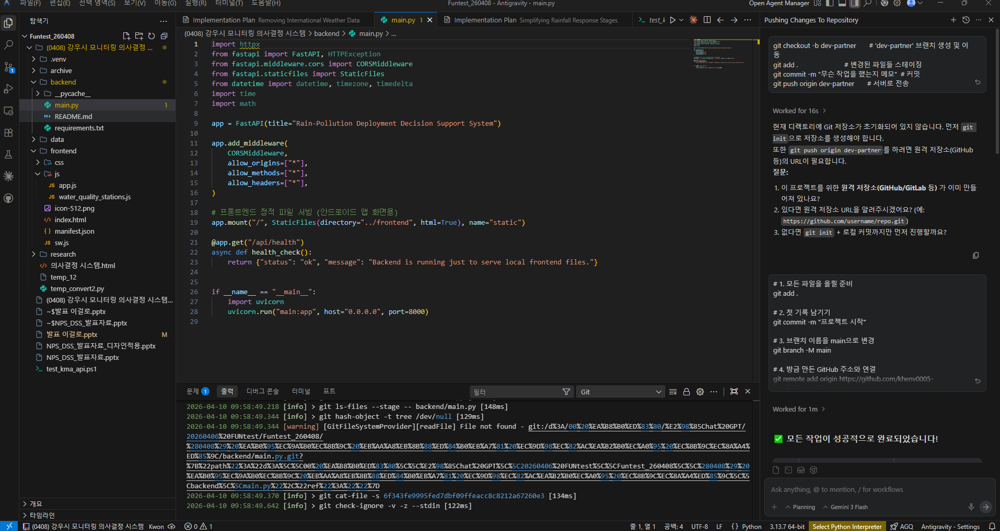 파일(F) 편집(E) 선택 영역(S) 보기(V) 이동(G) 실행(R) 터미널(T) 도움말(H)
Funtest_260408 - Antigravity - main.py
Open Agent Manager
탐색기
Funtest_260408
(0408) 강우시 모니터링 의사결정 ...
.venv
archive
backend
__pycache__
main.py 1
README.md
requirements.txt
data
frontend
css
js
app.js
water_quality_stations.js
icon-512.png
index.html
manifest.json
sw.js
research
의사결정 시스템.html
temp_12
temp_convert2.py
(0408) 강우시 모니터링 의사결정 시스템...
~$발표 이걸로.pptx
~$NPS_DSS_발표자료.pptx
발표 이걸로.pptx M
NPS_DSS_발표자료_디자인적용.pptx
NPS_DSS_발표자료.pptx
test_kma_api.ps1
개요
타임라인
Implementation Plan Removing International Weather Data
main.py 1
Implementation Plan Simplifying Rainfall Response Stages
test_k
(0408) 강우시 모니터링 의사결정 시스템 > backend > main.py > ...
1 import httpx
2 from fastapi import FastAPI, HTTPException
3 from fastapi.middleware.cors import CORSMiddleware
4 from fastapi.staticfiles import StaticFiles
5 from datetime import datetime, timezone, timedelta
6 import time
7 import math
8
9 app = FastAPI(title="Rain-Pollution Deployment Decision Support System")
10
11 app.add_middleware(
12     CORSMiddleware,
13     allow_origins=["*"],
14     allow_methods=["*"],
15     allow_headers=["*"],
16 )
17
18 # 프론트엔드 정적 파일 서빙 (안드로이드 앱 화면용)
19 app.mount("/", StaticFiles(directory="../frontend", html=True), name="static")
20
21 @app.get("/api/health")
22 async def health_check():
23     return {"status": "ok", "message": "Backend is running just to serve local frontend files."}
24
25
26 if __name__ == "__main__":
27     import uvicorn
28     uvicorn.run("main:app", host="0.0.0.0", port=8000)
29
문제 1 출력 디버그 콘솔 터미널 포트
필터
Git
2026-04-10 09:58:49.218 [info] > git ls-files --stage -- backend/main.py [148ms]
2026-04-10 09:58:49.344 [info] > git hash-object -t tree /dev/null [129ms]
2026-04-10 09:58:49.344 [warning] [GitFileSystemProvider][readFile] File not found - git:/d%3A/00%20%EA%B8%B0%ED%83%80/%E2%98%85Chat%20GPT/
20260406%20FUNtest/Funtest_260408/
%280408%29%20%EA%B0%95%EC%9A%B0%EC%8B%9C%20%EB%AA%A8%EB%8B%88%ED%84%B0%EB%A7%81%20%EC%9D%98%EC%82%AC%EA%B2%B0%EC%A0%95%20%EC%8B%9C%EC%8A%A4%
ED%85%9C/backend/main.py.git?
%7B%22path%22%3A%22d%3A%5C%5C00%20%EA%B8%B0%ED%83%80%5C%5C%E2%98%85Chat%20GPT%5C%5C20260406%20FUNtest%5C%5CFuntest_260408%5C%5C%280408%29%20
%EA%B0%95%EC%9A%B0%EC%8B%9C%20%EB%AA%A8%EB%8B%88%ED%84%B0%EB%A7%81%20%EC%9D%98%EC%82%AC%EA%B2%B0%EC%A0%95%20%EC%8B%9C%EC%8A%A4%ED%85%9C%5C%5
Cbackend%5C%5Cmain.py%22%2C%22ref%22%3A%22%22%7D
2026-04-10 09:58:49.370 [info] > git cat-file -s 6f343fe9995fed7dbf09ffeacc8c8212a67260e3 [134ms]
2026-04-10 09:58:49.642 [info] > git check-ignore -v -z --stdin [122ms]
Pushing Changes To Repository
git checkout -b dev-partner # 'dev-partner' 브랜치 생성 및 이
동
git add . # 변경된 파일들 스테이징
git commit -m "무슨 작업을 했는지 메모" # 커밋
git push origin dev-partner # 서버로 전송
Worked for 16s
현재 디렉토리에 Git 저장소가 초기화되어 있지 않습니다. 먼저 git
init으로 저장소를 생성해야 합니다.
또한 git push origin dev-partner를 하려면 원격 저장소(GitHub
등)의 URL이 필요합니다.
질문:
1. 이 프로젝트를 위한 원격 저장소(GitHub/GitLab 등) 가 이미 만들
어져 있나요?
2. 있다면 원격 저장소 URL을 알려주시겠어요? (예:
https://github.com/username/repo.git)
3. 없다면 git init + 로컬 커밋까지만 먼저 진행할까요?
# 1. 모든 파일을 올릴 준비
git add .
# 2. 첫 기록 남기기
git commit -m "프로젝트 시작"
# 3. 브랜치 이름을 main으로 변경
git branch -M main
# 4. 방금 만든 GitHub 주소와 연결
git remote add origin https://github.com/khenv0005-
Worked for 1m
✅ 모든 작업이 성공적으로 완료되었습니다!
Ask anything, @ to mention, / for workflows
Planning Gemini 3 Flash
(0408) 강우시 모니터링 의사결정 시스템 Kwon 0 1
줄 1, 열 1 공백: 4 UTF-8 LF { } Python 3.13.7 64-bit Select Python Interpreter AGQ Antigravity - Settings